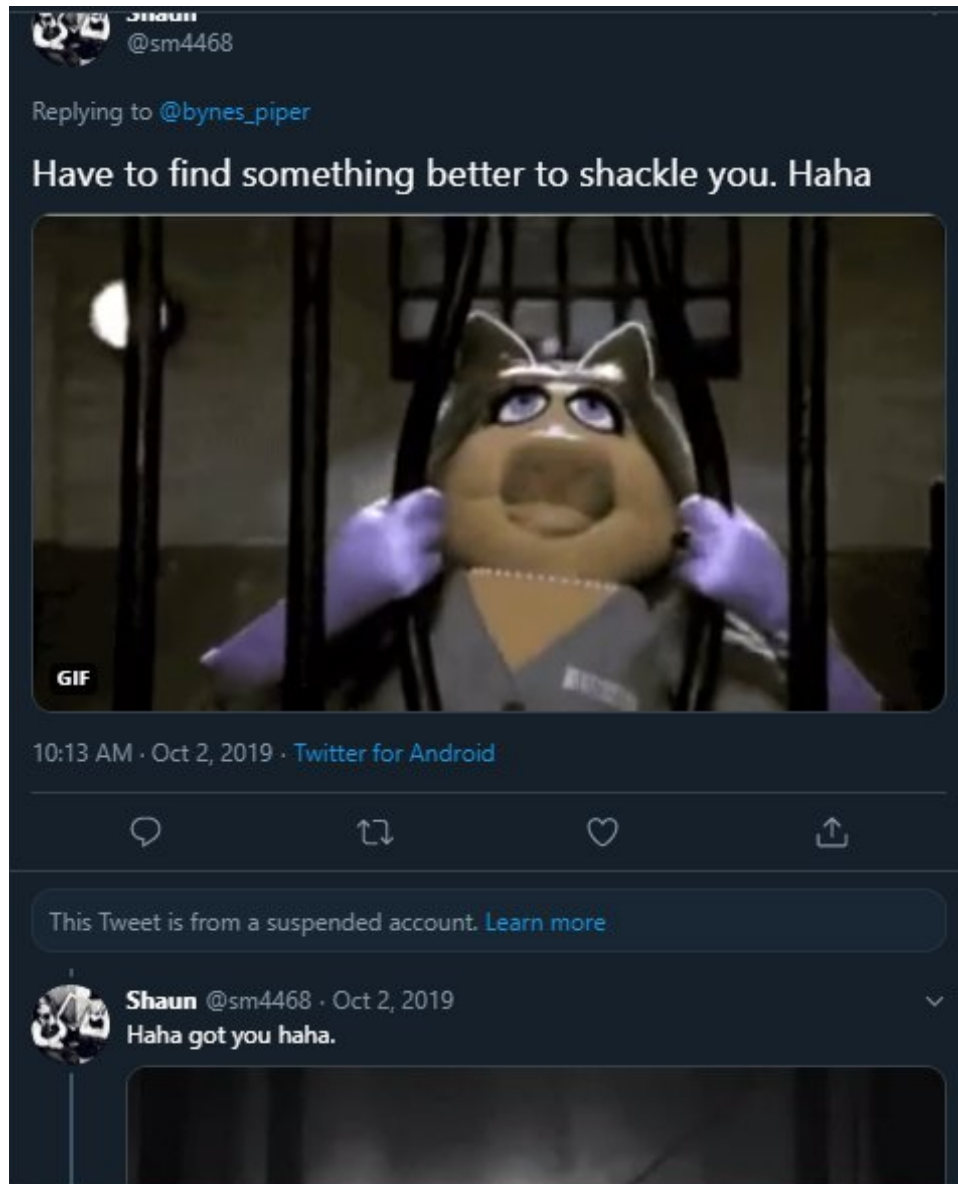 Shaun
@sm4468
Replying to @bynes_piper
Have to find something better to shackle you. Haha
GIF
10:13 AM · Oct 2, 2019 · Twitter for Android
This Tweet is from a suspended account. Learn more
Shaun @sm4468 · Oct 2, 2019
Haha got you haha.